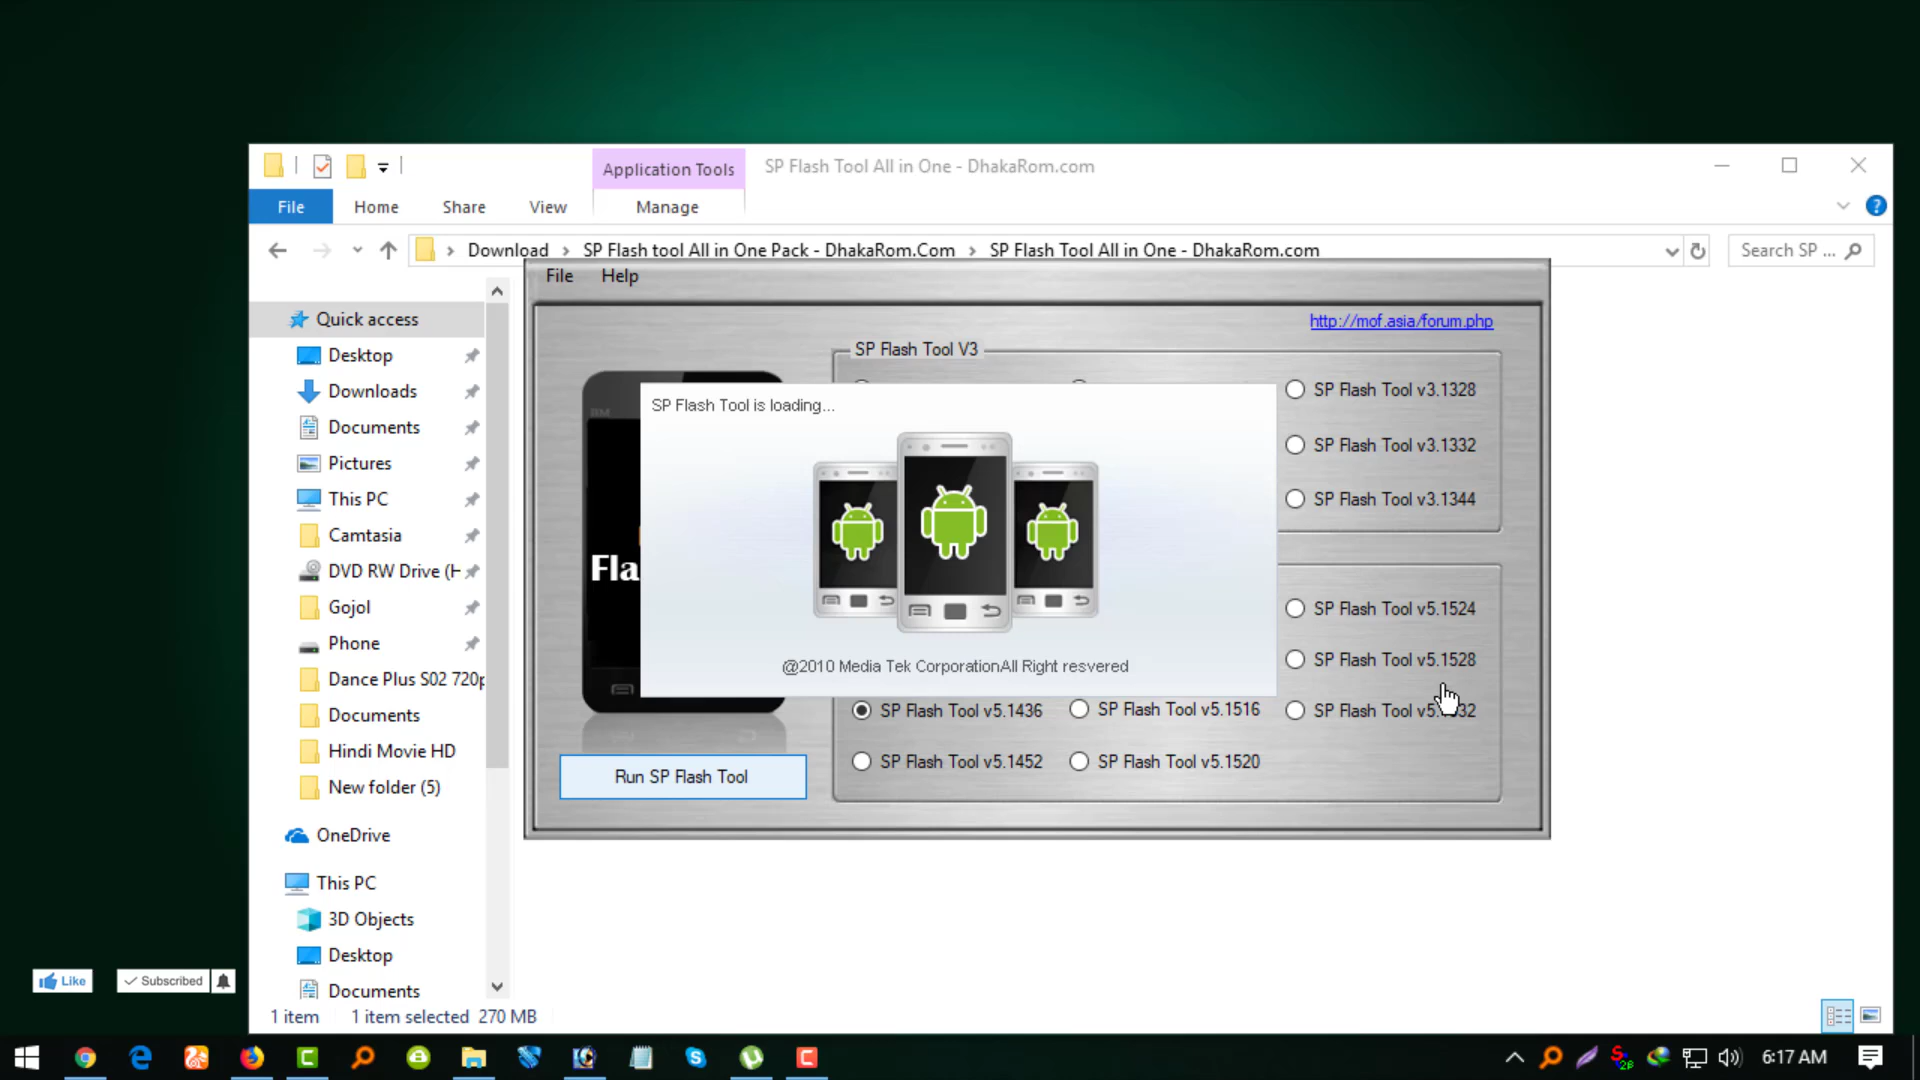 Application Tools
SP Flash Tool All in One - DhakaRom.com
File
Home
Share
View
Manage
Download
SP Flash tool All in One Pack - DhakaRom.Com
SP Flash Tool All in One - DhakaRom.com
Search SP ...
File
Help
http://mof.asia/forum.php
SP Flash Tool V3
SP Flash Tool v3.1328
SP Flash Tool v3.1332
SP Flash Tool v3.1344
SP Flash Tool is loading...
@2010 Media Tek CorporationAll Right resvered
Fla
SP Flash Tool v5.1524
SP Flash Tool v5.1528
SP Flash Tool v5.1436
SP Flash Tool v5.1516
SP Flash Tool
SP Flash Tool v5.1452
SP Flash Tool v5.1520
Run SP Flash Tool
Quick access
Desktop
Downloads
Documents
Pictures
This PC
Camtasia
DVD RW Drive (H
Gojol
Phone
Dance Plus S02 720p
Documents
Hindi Movie HD
New folder (5)
OneDrive
This PC
3D Objects
Desktop
Documents
1 item
1 item selected 270 MB
Like
Subscribed
6:17 AM